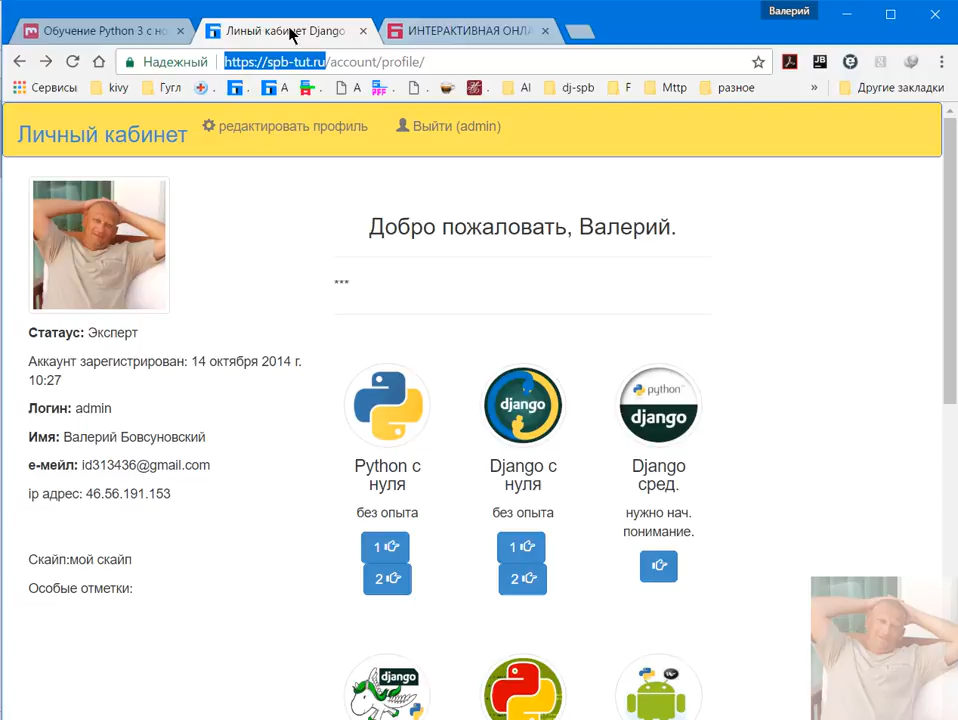 Валерий
Обучение Python 3 с но
Линый кабинет Django
ИНТЕРАКТИВНАЯ ОНЛА
Надежный
https://spb-tut.ru/account/profile/
Сервисы
kivy
Гугл
A
A
AI
dj-spb
F
Mttp
разное
»
Другие закладки
Личный кабинет
редактировать профиль
Выйти (admin)
Добро пожаловать, Валерий.
***
Статаус: Эксперт
Аккаунт зарегистрирован: 14 октября 2014 г.
10:27
Логин: admin
Имя: Валерий Бовсуновский
е-мейл: id313436@gmail.com
ip адрес: 46.56.191.153
Скайп:мой скайп
Особые отметки:
django
python
django
Python с
нуля
Django с
нуля
Django
сред.
без опыта
без опыта
нужно нач.
понимание.
1
1
2
2
django